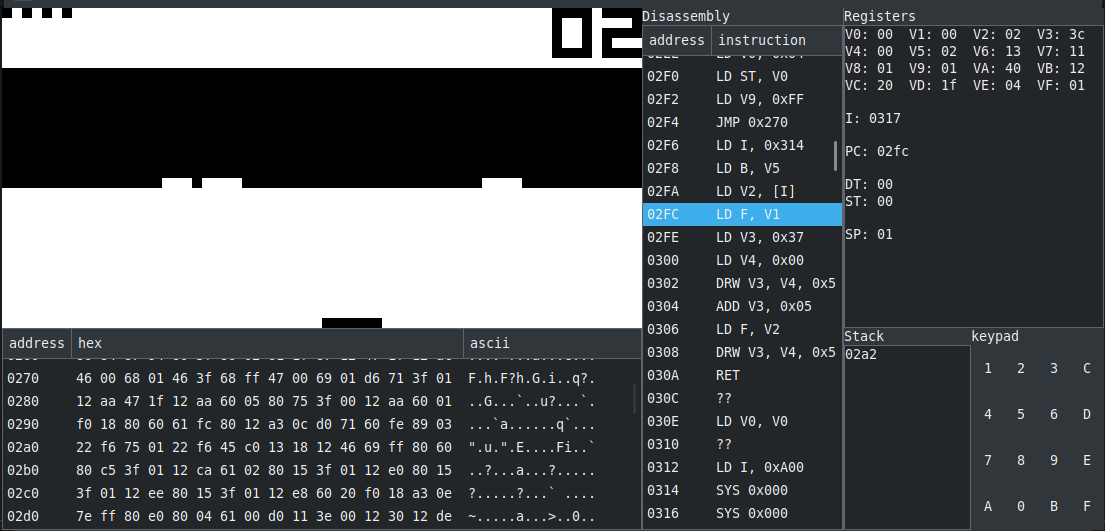 02
Disassembly
address instruction
02F0 LD ST, V0
02F2 LD V9, 0xFF
02F4 JMP 0x270
02F6 LD I, 0x314
02F8 LD B, V5
02FA LD V2, [I]
02FC LD F, V1
02FE LD V3, 0x37
0300 LD V4, 0x00
0302 DRW V3, V4, 0x5
0304 ADD V3, 0x05
0306 LD F, V2
0308 DRW V3, V4, 0x5
030A RET
030C ??
030E LD V0, V0
0310 ??
0312 LD I, 0xA00
0314 SYS 0x000
0316 SYS 0x000
Registers
V0: 00 V1: 00 V2: 02 V3: 3c
V4: 00 V5: 02 V6: 13 V7: 11
V8: 01 V9: 01 VA: 40 VB: 12
VC: 20 VD: 1f VE: 04 VF: 01
I: 0317
PC: 02fc
DT: 00
ST: 00
SP: 01
address hex ascii
0270 46 00 68 01 46 3f 68 ff 47 00 69 01 d6 71 3f 01 F.h.F?h.G.i..q?.
0280 12 aa 47 1f 12 aa 60 05 80 75 3f 00 12 aa 60 01 ..G...`..u?...`.
0290 f0 18 80 60 61 fc 80 12 a3 0c d0 71 60 fe 89 03 ...`a......q`...
02a0 22 f6 75 01 22 f6 45 c0 13 18 12 46 69 ff 80 60 ".u.".E....Fi..`
02b0 80 c5 3f 01 12 ca 61 02 80 15 3f 01 12 e0 80 15 ..?...a...?.....
02c0 3f 01 12 ee 80 15 3f 01 12 e8 60 20 f0 18 a3 0e ?.....?...` ....
02d0 7e ff 80 e0 80 04 61 00 d0 11 3e 00 12 30 12 de ~.....a...>..0..
Stack
02a2
keypad
1 2 3 C
4 5 6 D
7 8 9 E
A 0 B F